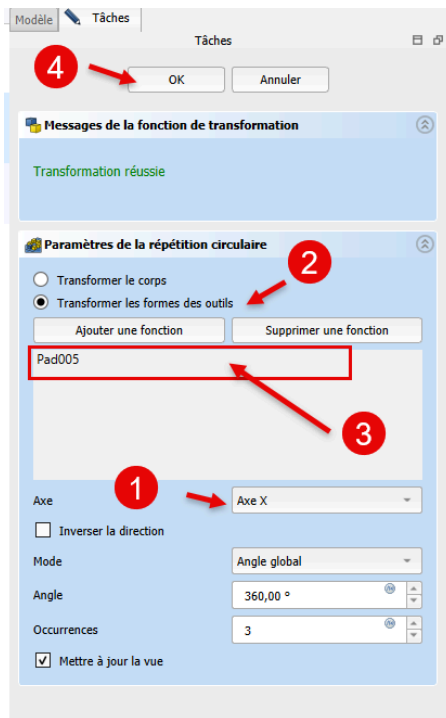 Modèle Tâches
Tâches
4
OK Annuler
Messages de la fonction de transformation
Transformation réussie
Paramètres de la répétition circulaire
2
Transformer le corps
Transformer les formes des outils
Ajouter une fonction Supprimer une fonction
Pad005
3
1
Axe Axe X
Inverser la direction
Mode Angle global
Angle 360,00 °
Occurrences 3
Mettre à jour la vue